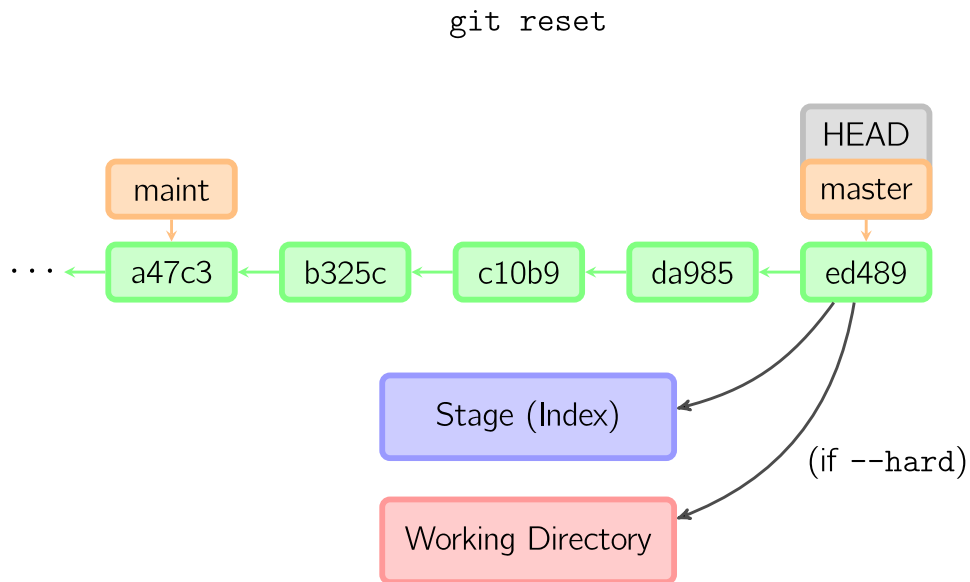 git reset
HEAD
maint
master
...
a47c3
b325c
c10b9
da985
ed489
Stage (Index)
(if --hard)
Working Directory